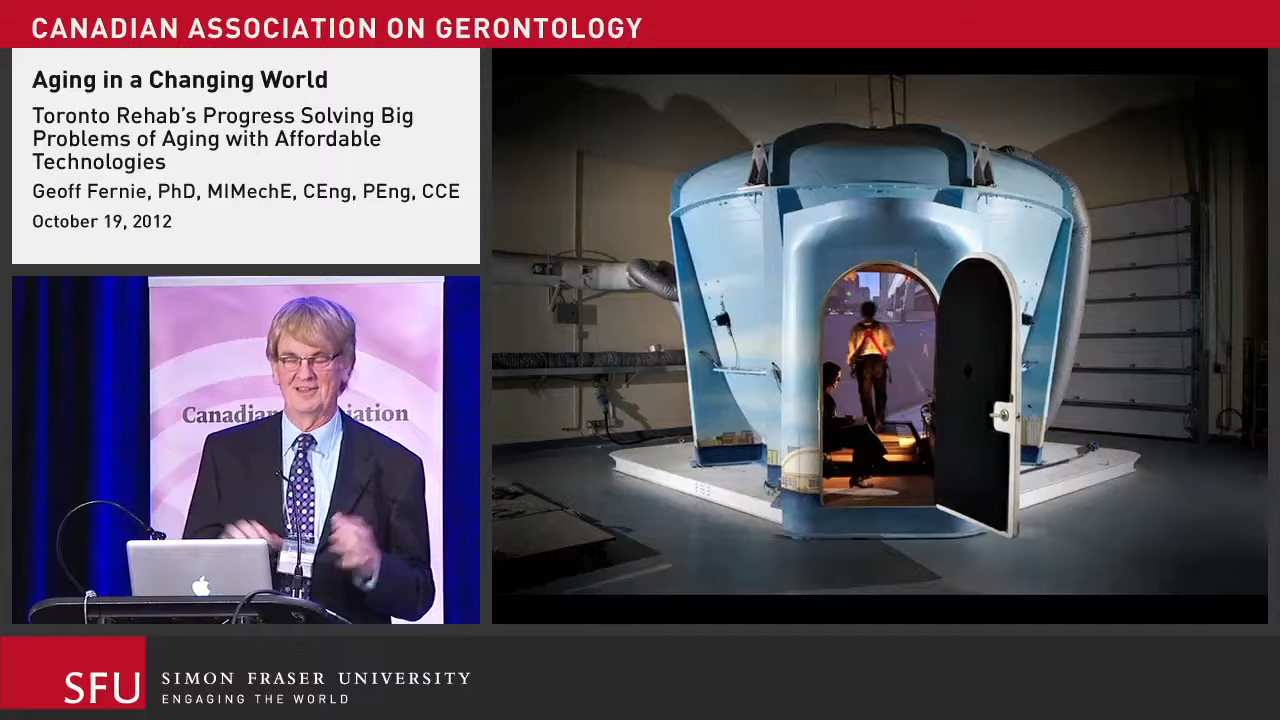 CANADIAN ASSOCIATION ON GERONTOLOGY
Aging in a Changing World
Toronto Rehab's Progress Solving Big
Problems of Aging with Affordable
Technologies
Geoff Fernie, PhD, MIMechE, CEng, PEng, CCE
October 19, 2012
Canadian
SFU
SIMON FRASER UNIVERSITY
ENGAGING THE WORLD